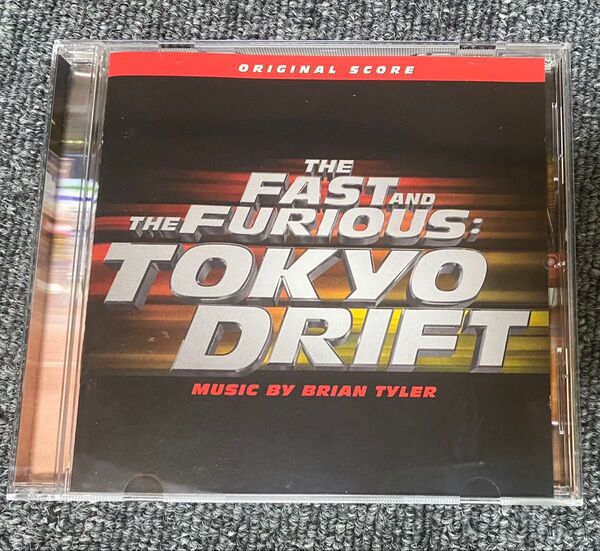 ORIGINAL SCORE
THE
FAST AND
THE FURIOUS:
TOKYO
DRIFT
MUSIC BY BRIAN TYLER